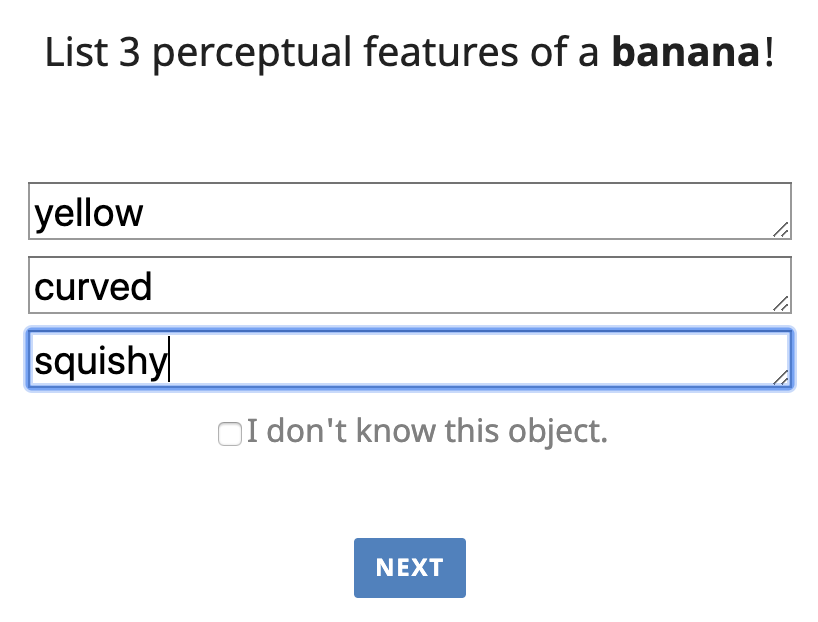 List 3 perceptual features of a banana!
yellow
curved
squishy
I don't know this object.
NEXT